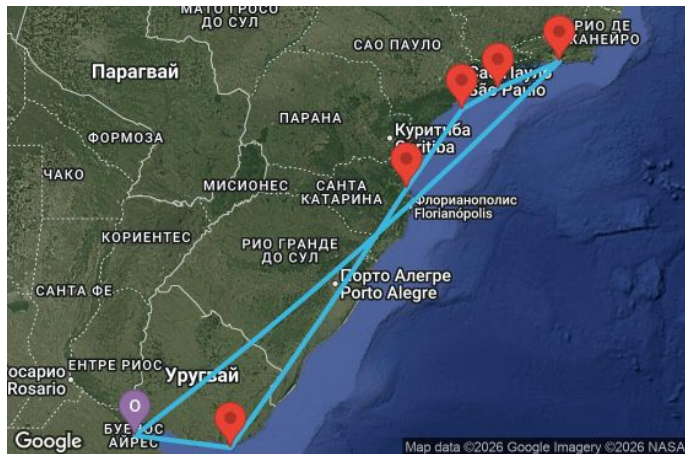 МАТО ГРОСО
ДО СУЛ
РИО ДЕ
ЖАНЕЙРО
САО ПАУЛО
Парагвай
São Paulo
ПАРАНА
Куритиба
Curitiba
ФОРМОЗА
ЧАКО
МИСИОНЕС
САНТА
КАТАРИНА
Флорианополис
Florianópolis
КОРИЕНТЕС
РИО ГРАНДЕ
ДО СУЛ
Порто Алегре
Porto Alegre
САНТА ФЕ
ЕНТРЕ РИОС
осарио
Rosario
Уругвай
O
БУЕНОС
АЙРЕС
Google
Map data ©2026 Google Imagery ©2026 NASA